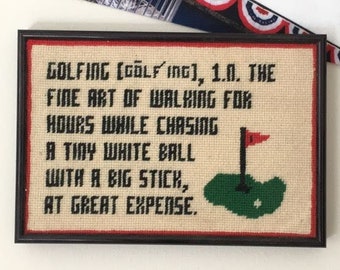 GOLFING [GŌLF'ING], 1.N. THE
FINE ART OF WALKING FOR
HOURS WHILE CHASING
A TINY WHITE BALL
WITH A BIG STICK,
AT GREAT EXPENSE.